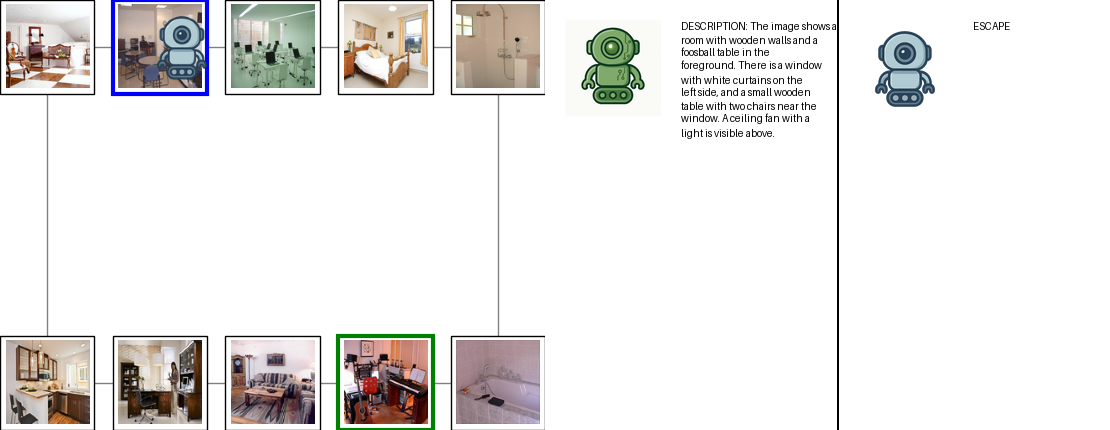 DESCRIPTION: The image shows a
room with wooden walls and a
foosball table in the
foreground. There is a window
with white curtains on the
left side, and a small wooden
table with two chairs near the
window. A ceiling fan with a
light is visible above.
ESCAPE